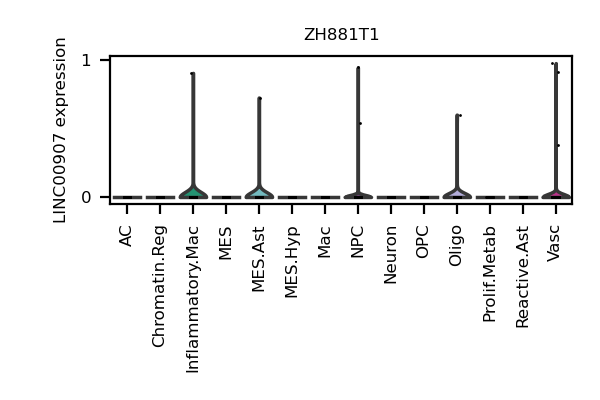 ZH881T1
LINC00907 expression
1
0
AC
Chromatin.Reg
Inflammatory.Mac
MES
MES.Ast
MES.Hyp
Mac
NPC
Neuron
OPC
Oligo
Prolif.Metab
Reactive.Ast
Vasc